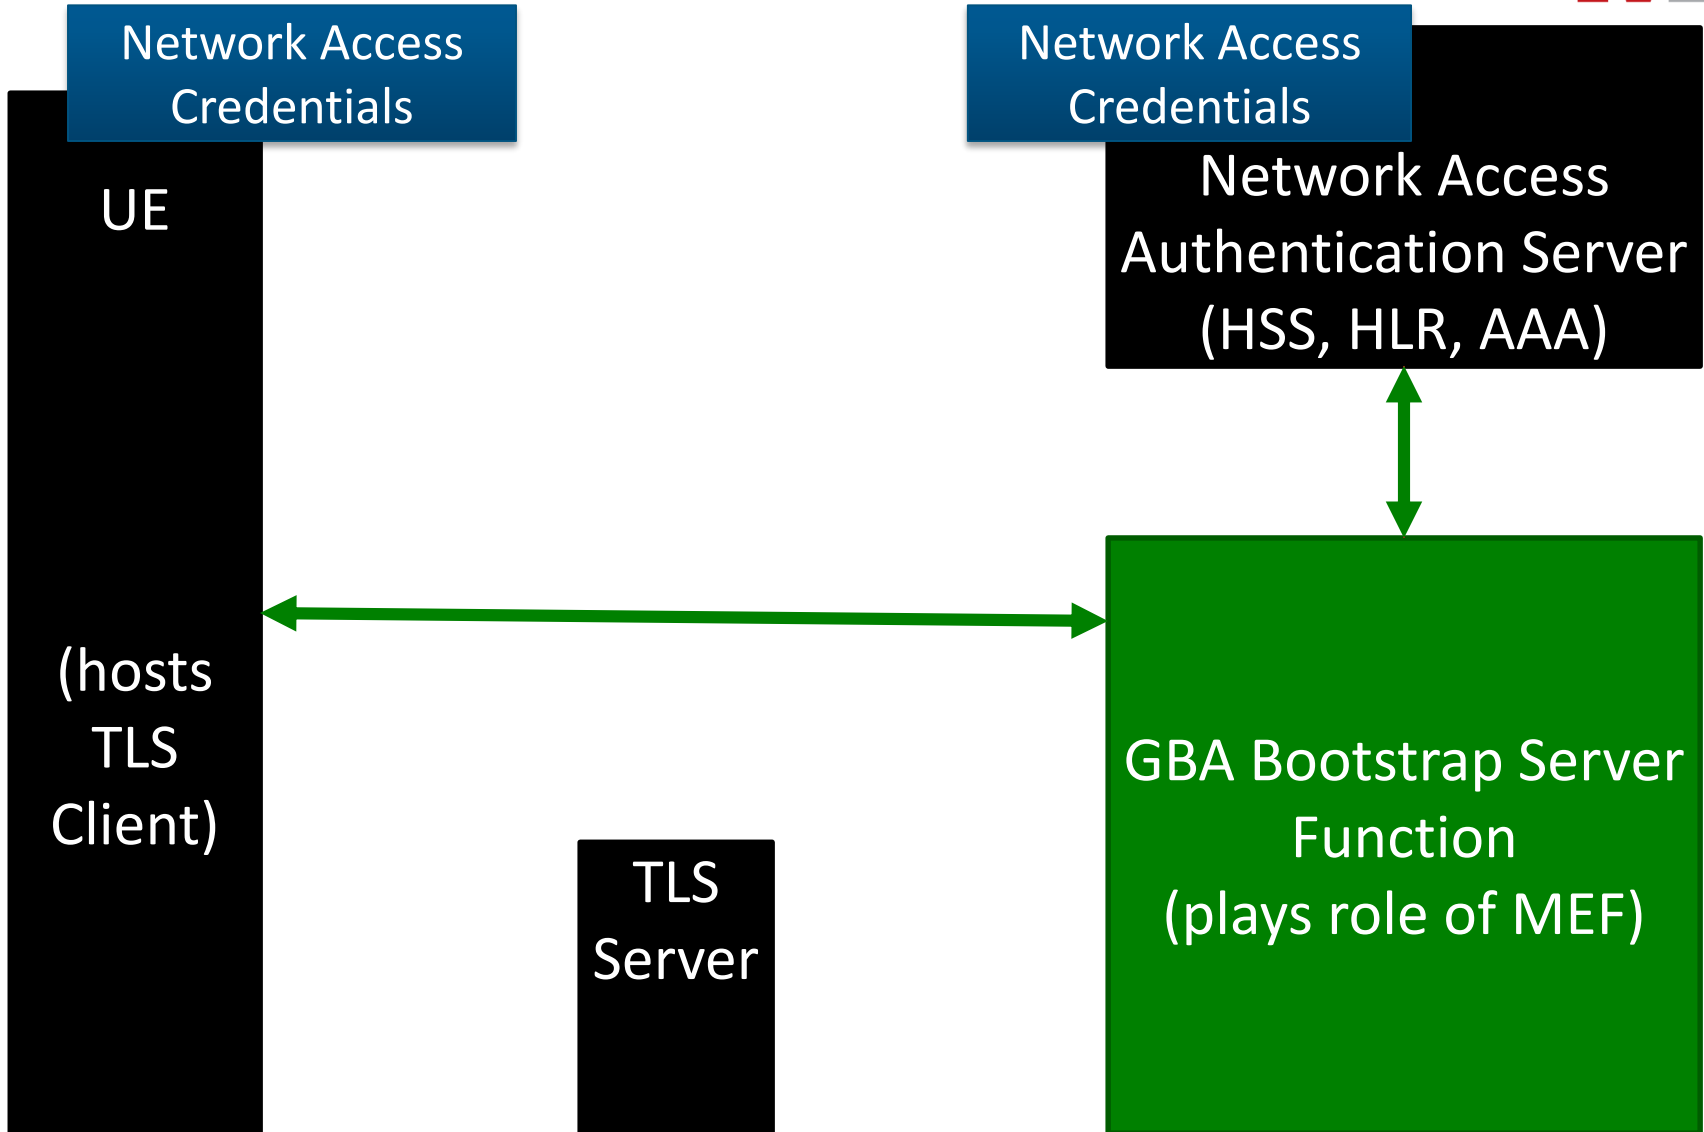 Network Access
Credentials
Network Access
Credentials
UE
(hosts
TLS
Client)
Network Access
Authentication Server
(HSS, HLR, AAA)
TLS
Server
GBA Bootstrap Server
Function
(plays role of MEF)